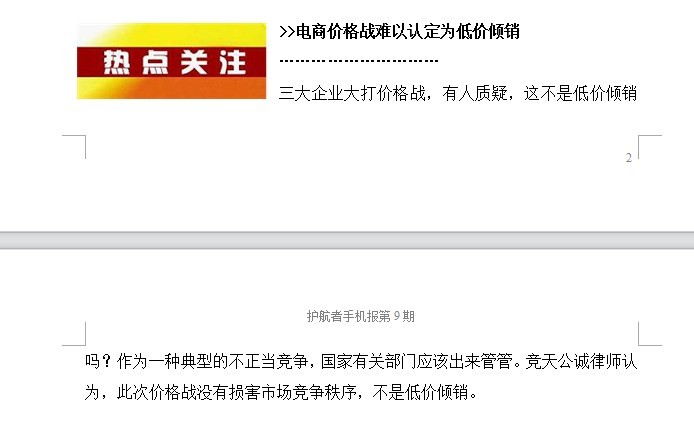 热点关注
>>电商价格战难以认定为低价倾销
------------------------------
三大企业大打价格战，有人质疑，这不是低价倾销
2
护航者手机报第 9 期
吗？作为一种典型的不正当竞争，国家有关部门应该出来管管。竞天公诚律师认
为，此次价格战没有损害市场竞争秩序，不是低价倾销。